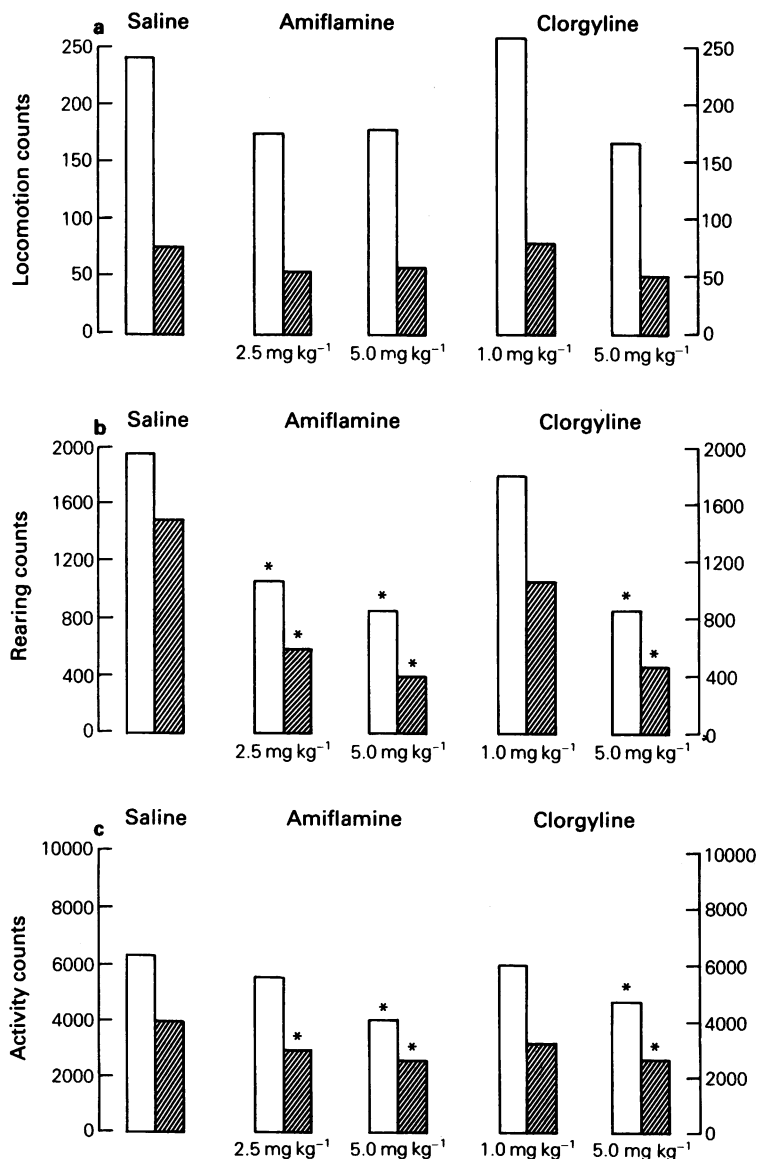 a Saline Amiflamine Clorgyline
Locomotion counts
250 250
200 200
150 150
100 100
50 50
0 0
2.5 mg kg⁻¹ 5.0 mg kg⁻¹ 1.0 mg kg⁻¹ 5.0 mg kg⁻¹
b Saline Amiflamine Clorgyline
Rearing counts
2000 2000
1600 1600
1200 1200
800 800
400 400
0 0
* * * * * *
2.5 mg kg⁻¹ 5.0 mg kg⁻¹ 1.0 mg kg⁻¹ 5.0 mg kg⁻¹
c Saline Amiflamine Clorgyline
Activity counts
10000 10000
8000 8000
6000 6000
4000 4000
2000 2000
0 0
* * * * *
2.5 mg kg⁻¹ 5.0 mg kg⁻¹ 1.0 mg kg⁻¹ 5.0 mg kg⁻¹